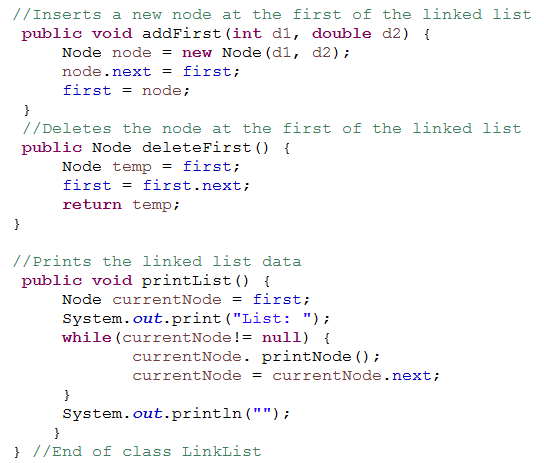 //Inserts a new node at the first of the linked list
public void addFirst(int d1, double d2) {
Node node = new Node(d1, d2);
node.next = first;
first = node;
}
//Deletes the node at the first of the linked list
public Node deleteFirst() {
Node temp = first;
first = first.next;
return temp;
}
//Prints the linked list data
public void printList() {
Node currentNode = first;
System.out.print("List: ");
while(currentNode!= null) {
currentNode. printNode();
currentNode = currentNode.next;
}
System.out.println("");
}
} //End of class LinkList